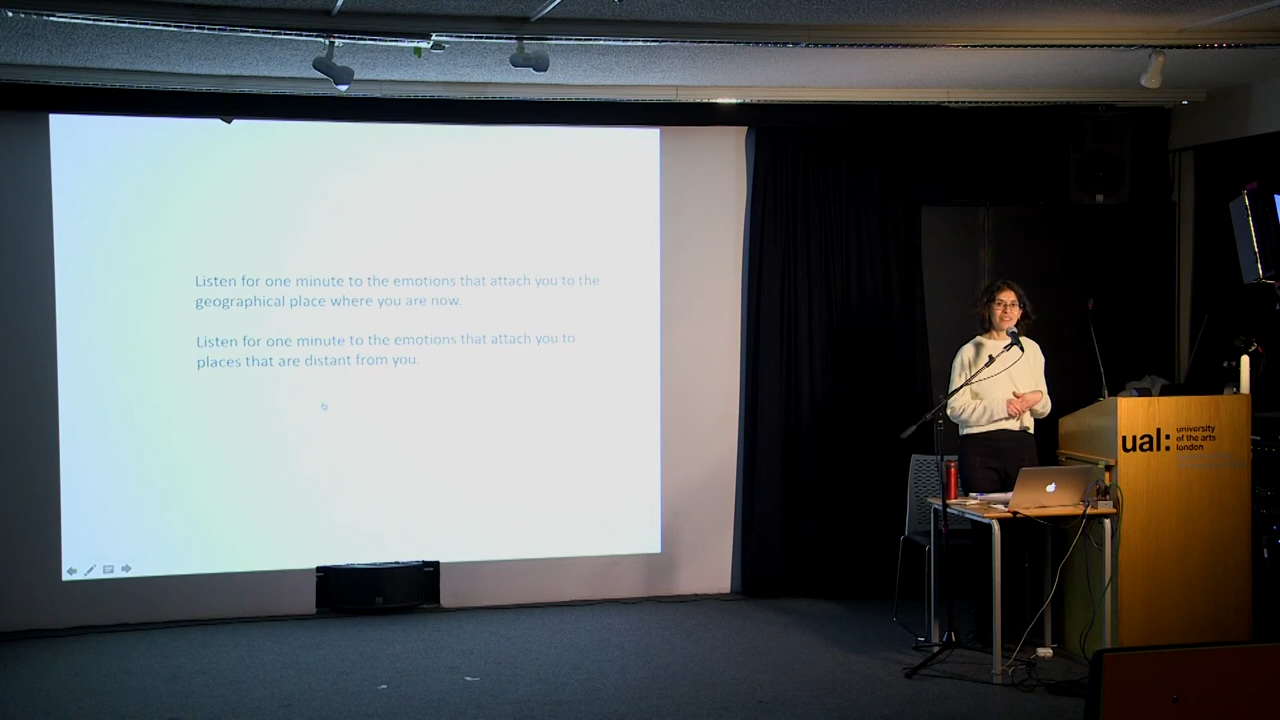 Listen for one minute to the emotions that attach you to the
geographical place where you are now.
Listen for one minute to the emotions that attach you to
places that are distant from you.
ual: university
of the arts
london